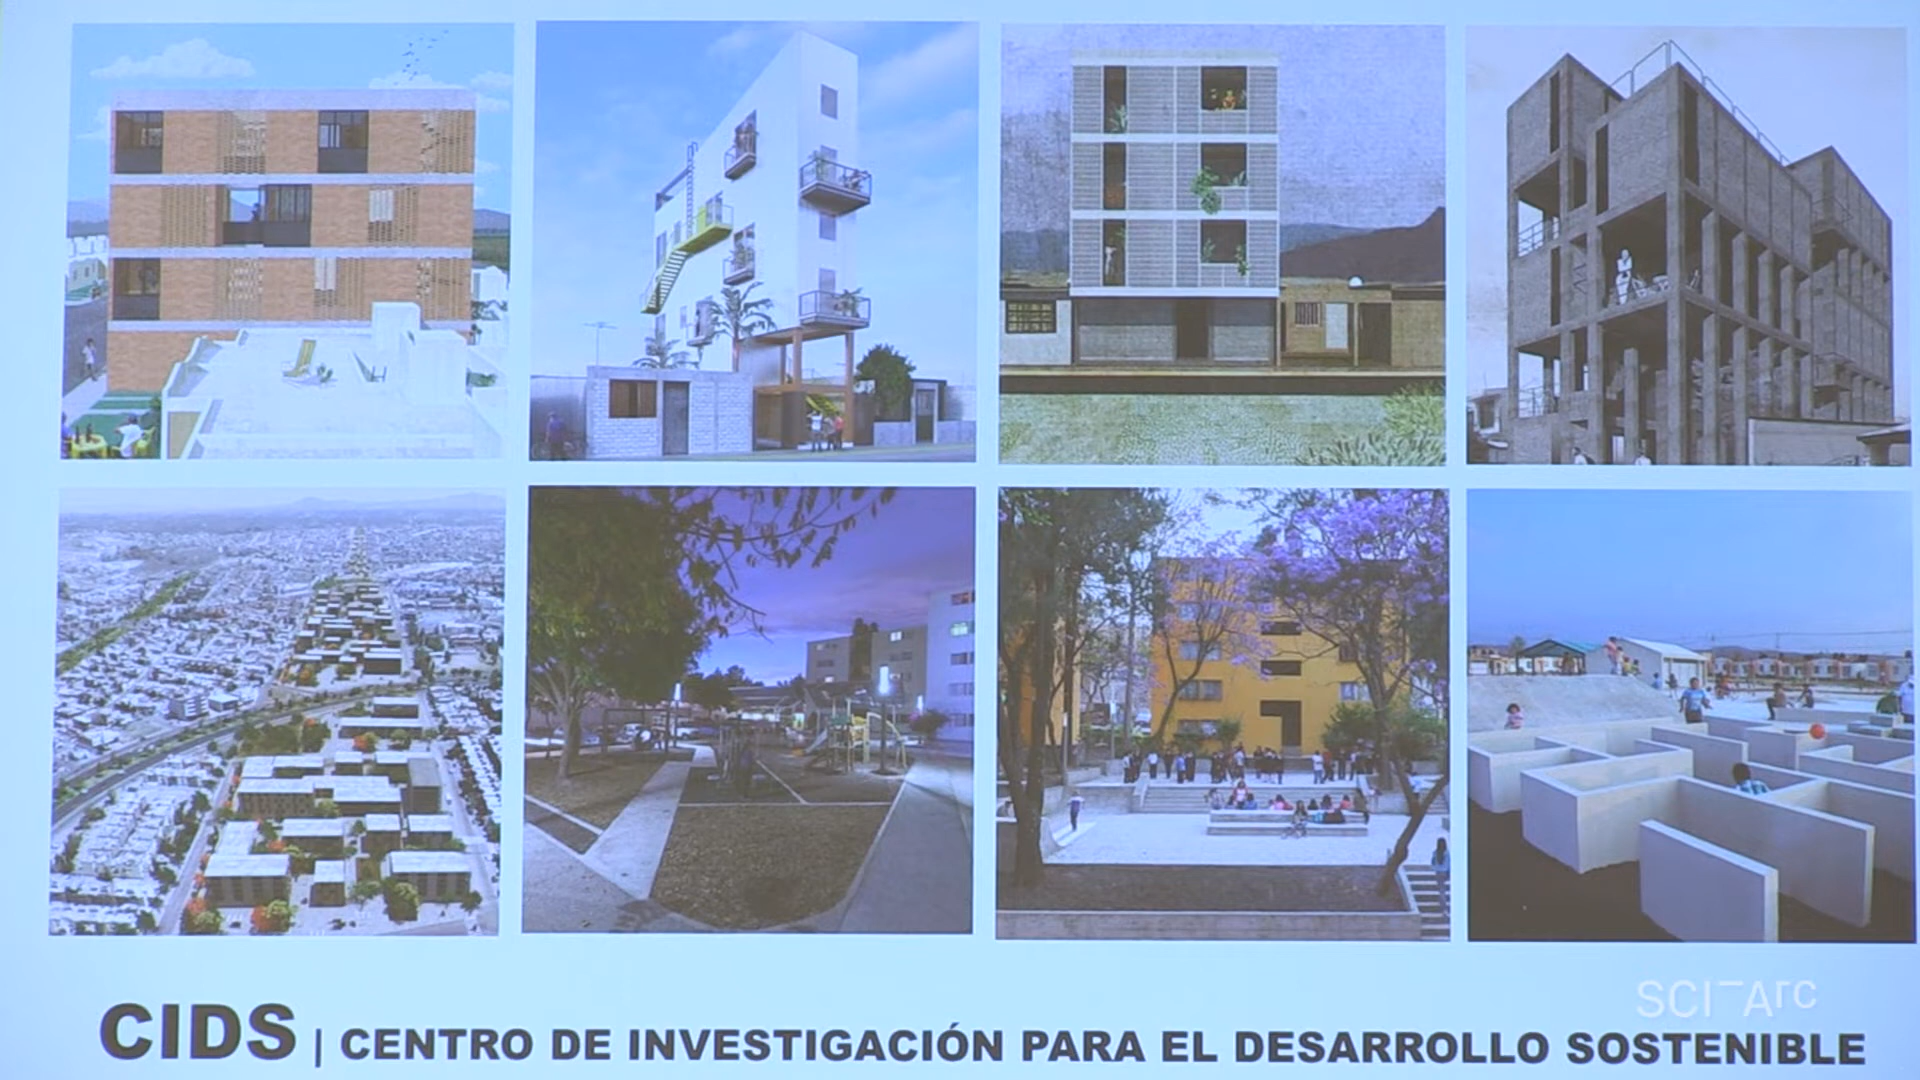 SCI-Arc
CIDS | CENTRO DE INVESTIGACIÓN PARA EL DESARROLLO SOSTENIBLE